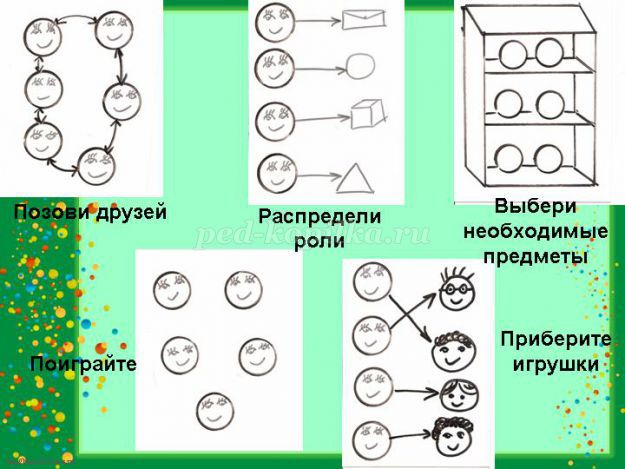 Позови друзей
Распредели
роли
Выбери
необходимые
предметы
ped-kopilka.ru
Поиграйте
Приберите
игрушки